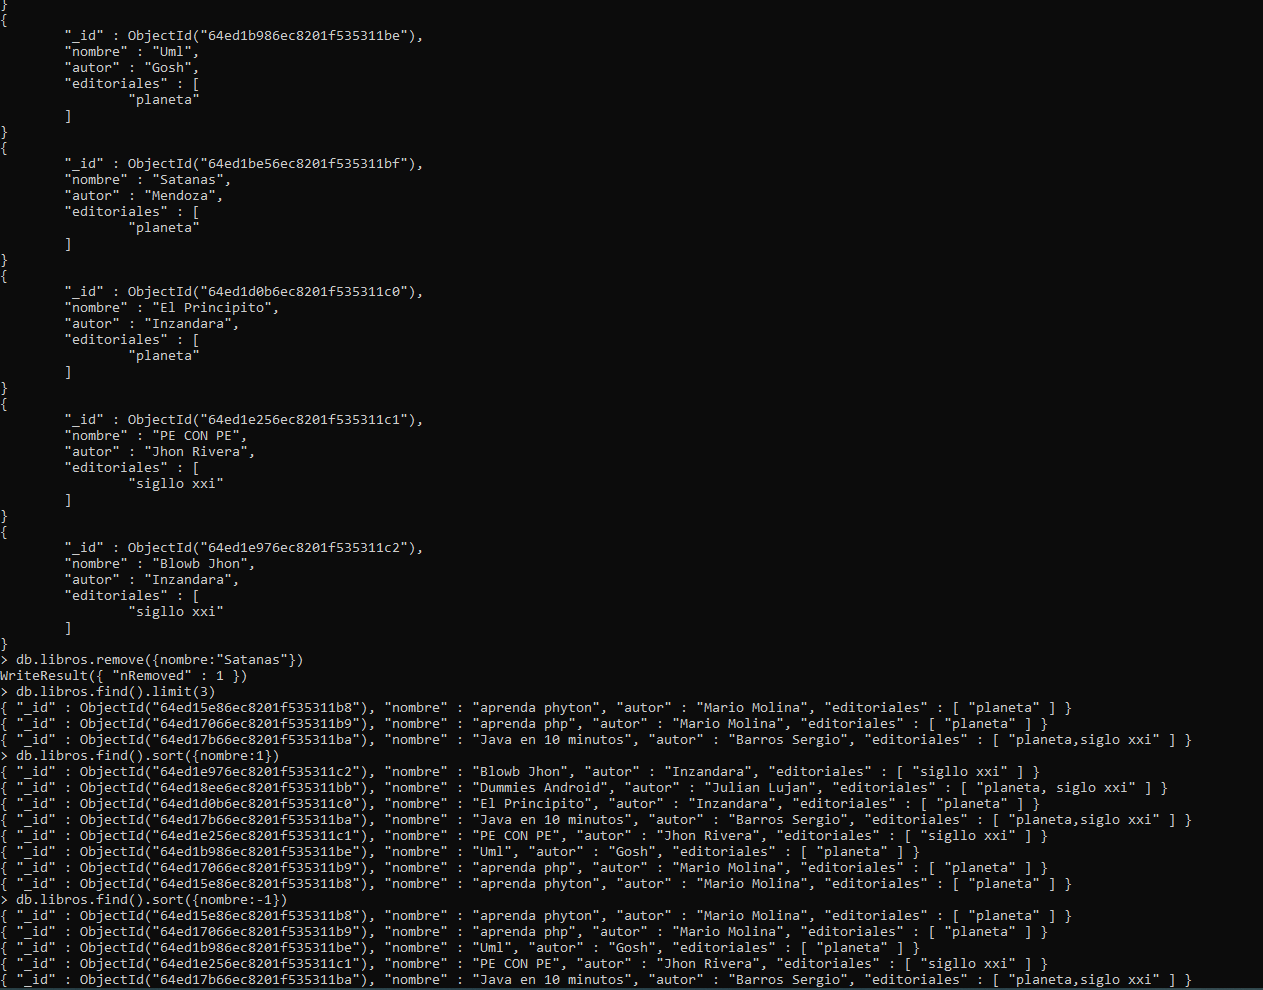 }
{
        "_id" : ObjectId("64ed1b986ec8201f535311be"),
        "nombre" : "Uml",
        "autor" : "Gosh",
        "editoriales" : [
                "planeta"
        ]
}
{
        "_id" : ObjectId("64ed1be56ec8201f535311bf"),
        "nombre" : "Satanas",
        "autor" : "Mendoza",
        "editoriales" : [
                "planeta"
        ]
}
{
        "_id" : ObjectId("64ed1d0b6ec8201f535311c0"),
        "nombre" : "El Principito",
        "autor" : "Inzandara",
        "editoriales" : [
                "planeta"
        ]
}
{
        "_id" : ObjectId("64ed1e256ec8201f535311c1"),
        "nombre" : "PE CON PE",
        "autor" : "Jhon Rivera",
        "editoriales" : [
                "sigllo xxi"
        ]
}
{
        "_id" : ObjectId("64ed1e976ec8201f535311c2"),
        "nombre" : "Blowb Jhon",
        "autor" : "Inzandara",
        "editoriales" : [
                "sigllo xxi"
        ]
}
> db.libros.remove({nombre:"Satanas"})
WriteResult({ "nRemoved" : 1 })
> db.libros.find().limit(3)
{ "_id" : ObjectId("64ed15e86ec8201f535311b8"), "nombre" : "aprenda phyton", "autor" : "Mario Molina", "editoriales" : [ "planeta" ] }
{ "_id" : ObjectId("64ed17066ec8201f535311b9"), "nombre" : "aprenda php", "autor" : "Mario Molina", "editoriales" : [ "planeta" ] }
{ "_id" : ObjectId("64ed17b66ec8201f535311ba"), "nombre" : "Java en 10 minutos", "autor" : "Barros Sergio", "editoriales" : [ "planeta,siglo xxi" ] }
> db.libros.find().sort({nombre:1})
{ "_id" : ObjectId("64ed1e976ec8201f535311c2"), "nombre" : "Blowb Jhon", "autor" : "Inzandara", "editoriales" : [ "sigllo xxi" ] }
{ "_id" : ObjectId("64ed18ee6ec8201f535311bb"), "nombre" : "Dummies Android", "autor" : "Julian Lujan", "editoriales" : [ "planeta, siglo xxi" ] }
{ "_id" : ObjectId("64ed1d0b6ec8201f535311c0"), "nombre" : "El Principito", "autor" : "Inzandara", "editoriales" : [ "planeta" ] }
{ "_id" : ObjectId("64ed17b66ec8201f535311ba"), "nombre" : "Java en 10 minutos", "autor" : "Barros Sergio", "editoriales" : [ "planeta,siglo xxi" ] }
{ "_id" : ObjectId("64ed1e256ec8201f535311c1"), "nombre" : "PE CON PE", "autor" : "Jhon Rivera", "editoriales" : [ "sigllo xxi" ] }
{ "_id" : ObjectId("64ed1b986ec8201f535311be"), "nombre" : "Uml", "autor" : "Gosh", "editoriales" : [ "planeta" ] }
{ "_id" : ObjectId("64ed17066ec8201f535311b9"), "nombre" : "aprenda php", "autor" : "Mario Molina", "editoriales" : [ "planeta" ] }
{ "_id" : ObjectId("64ed15e86ec8201f535311b8"), "nombre" : "aprenda phyton", "autor" : "Mario Molina", "editoriales" : [ "planeta" ] }
> db.libros.find().sort({nombre:-1})
{ "_id" : ObjectId("64ed15e86ec8201f535311b8"), "nombre" : "aprenda phyton", "autor" : "Mario Molina", "editoriales" : [ "planeta" ] }
{ "_id" : ObjectId("64ed17066ec8201f535311b9"), "nombre" : "aprenda php", "autor" : "Mario Molina", "editoriales" : [ "planeta" ] }
{ "_id" : ObjectId("64ed1b986ec8201f535311be"), "nombre" : "Uml", "autor" : "Gosh", "editoriales" : [ "planeta" ] }
{ "_id" : ObjectId("64ed1e256ec8201f535311c1"), "nombre" : "PE CON PE", "autor" : "Jhon Rivera", "editoriales" : [ "sigllo xxi" ] }
{ "_id" : ObjectId("64ed17b66ec8201f535311ba"), "nombre" : "Java en 10 minutos", "autor" : "Barros Sergio", "editoriales" : [ "planeta,siglo xxi" ] }